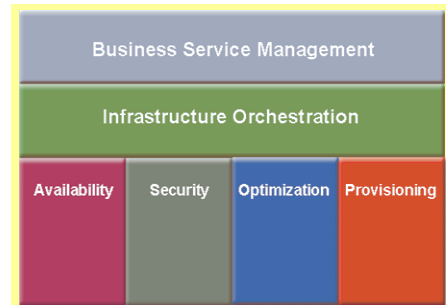 Business Service Management
Infrastructure Orchestration
Availability
Security
Optimization
Provisioning